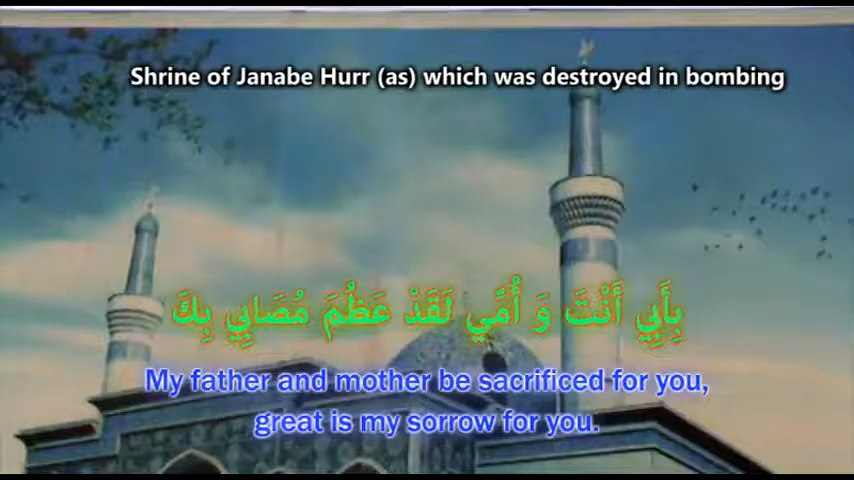 Shrine of Janabe Hurr (as) which was destroyed in bombing
بِأَبِي أَنْتَ وَ أُمِّي لَقَدْ عَظُمَ مُصَابِي بِكَ
My father and mother be sacrificed for you,
great is my sorrow for you.